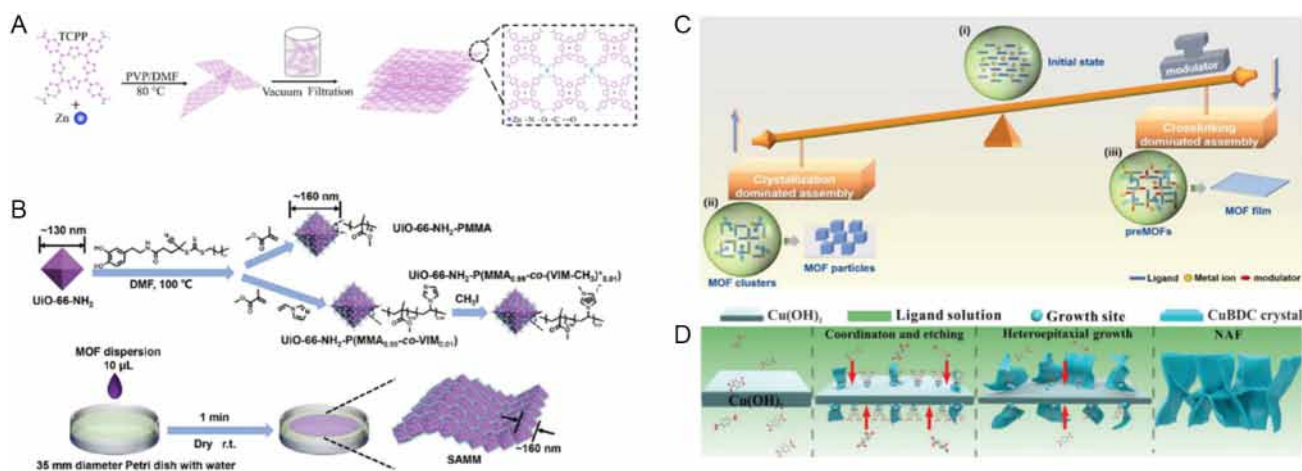 A
TCPP
+
Zn
PVP/DMF
80 °C
Vacuum Filtration
Zn -N -O -C -O
B
~130 nm
UiO-66-NH₂
DMF, 100 ℃
~160 nm
UiO-66-NH₂-PMMA
UiO-66-NH₂-P(MMA₀.₉₉-co-VIM₀.₀₁)
CH₃I
UiO-66-NH₂-P(MMA₀.₉₉-co-(VIM-CH₃)⁺₀.₀₁)
MOF dispersion
10 μL
1 min
Dry r.t.
35 mm diameter Petri dish with water
~160 nm
SAMM
C
(i)
Initial state
modulator
Crystallization
dominated assembly
Crosslinking
dominated assembly
(ii)
MOF clusters
MOF particles
(iii)
preMOFs
MOF film
Ligand
Metal ion
modulator
D
Cu(OH)₂
Ligand solution
Growth site
CuBDC crystal
Cu(OH)₂
Coordinaton and etching
Heteroepitaxial growth
NAF